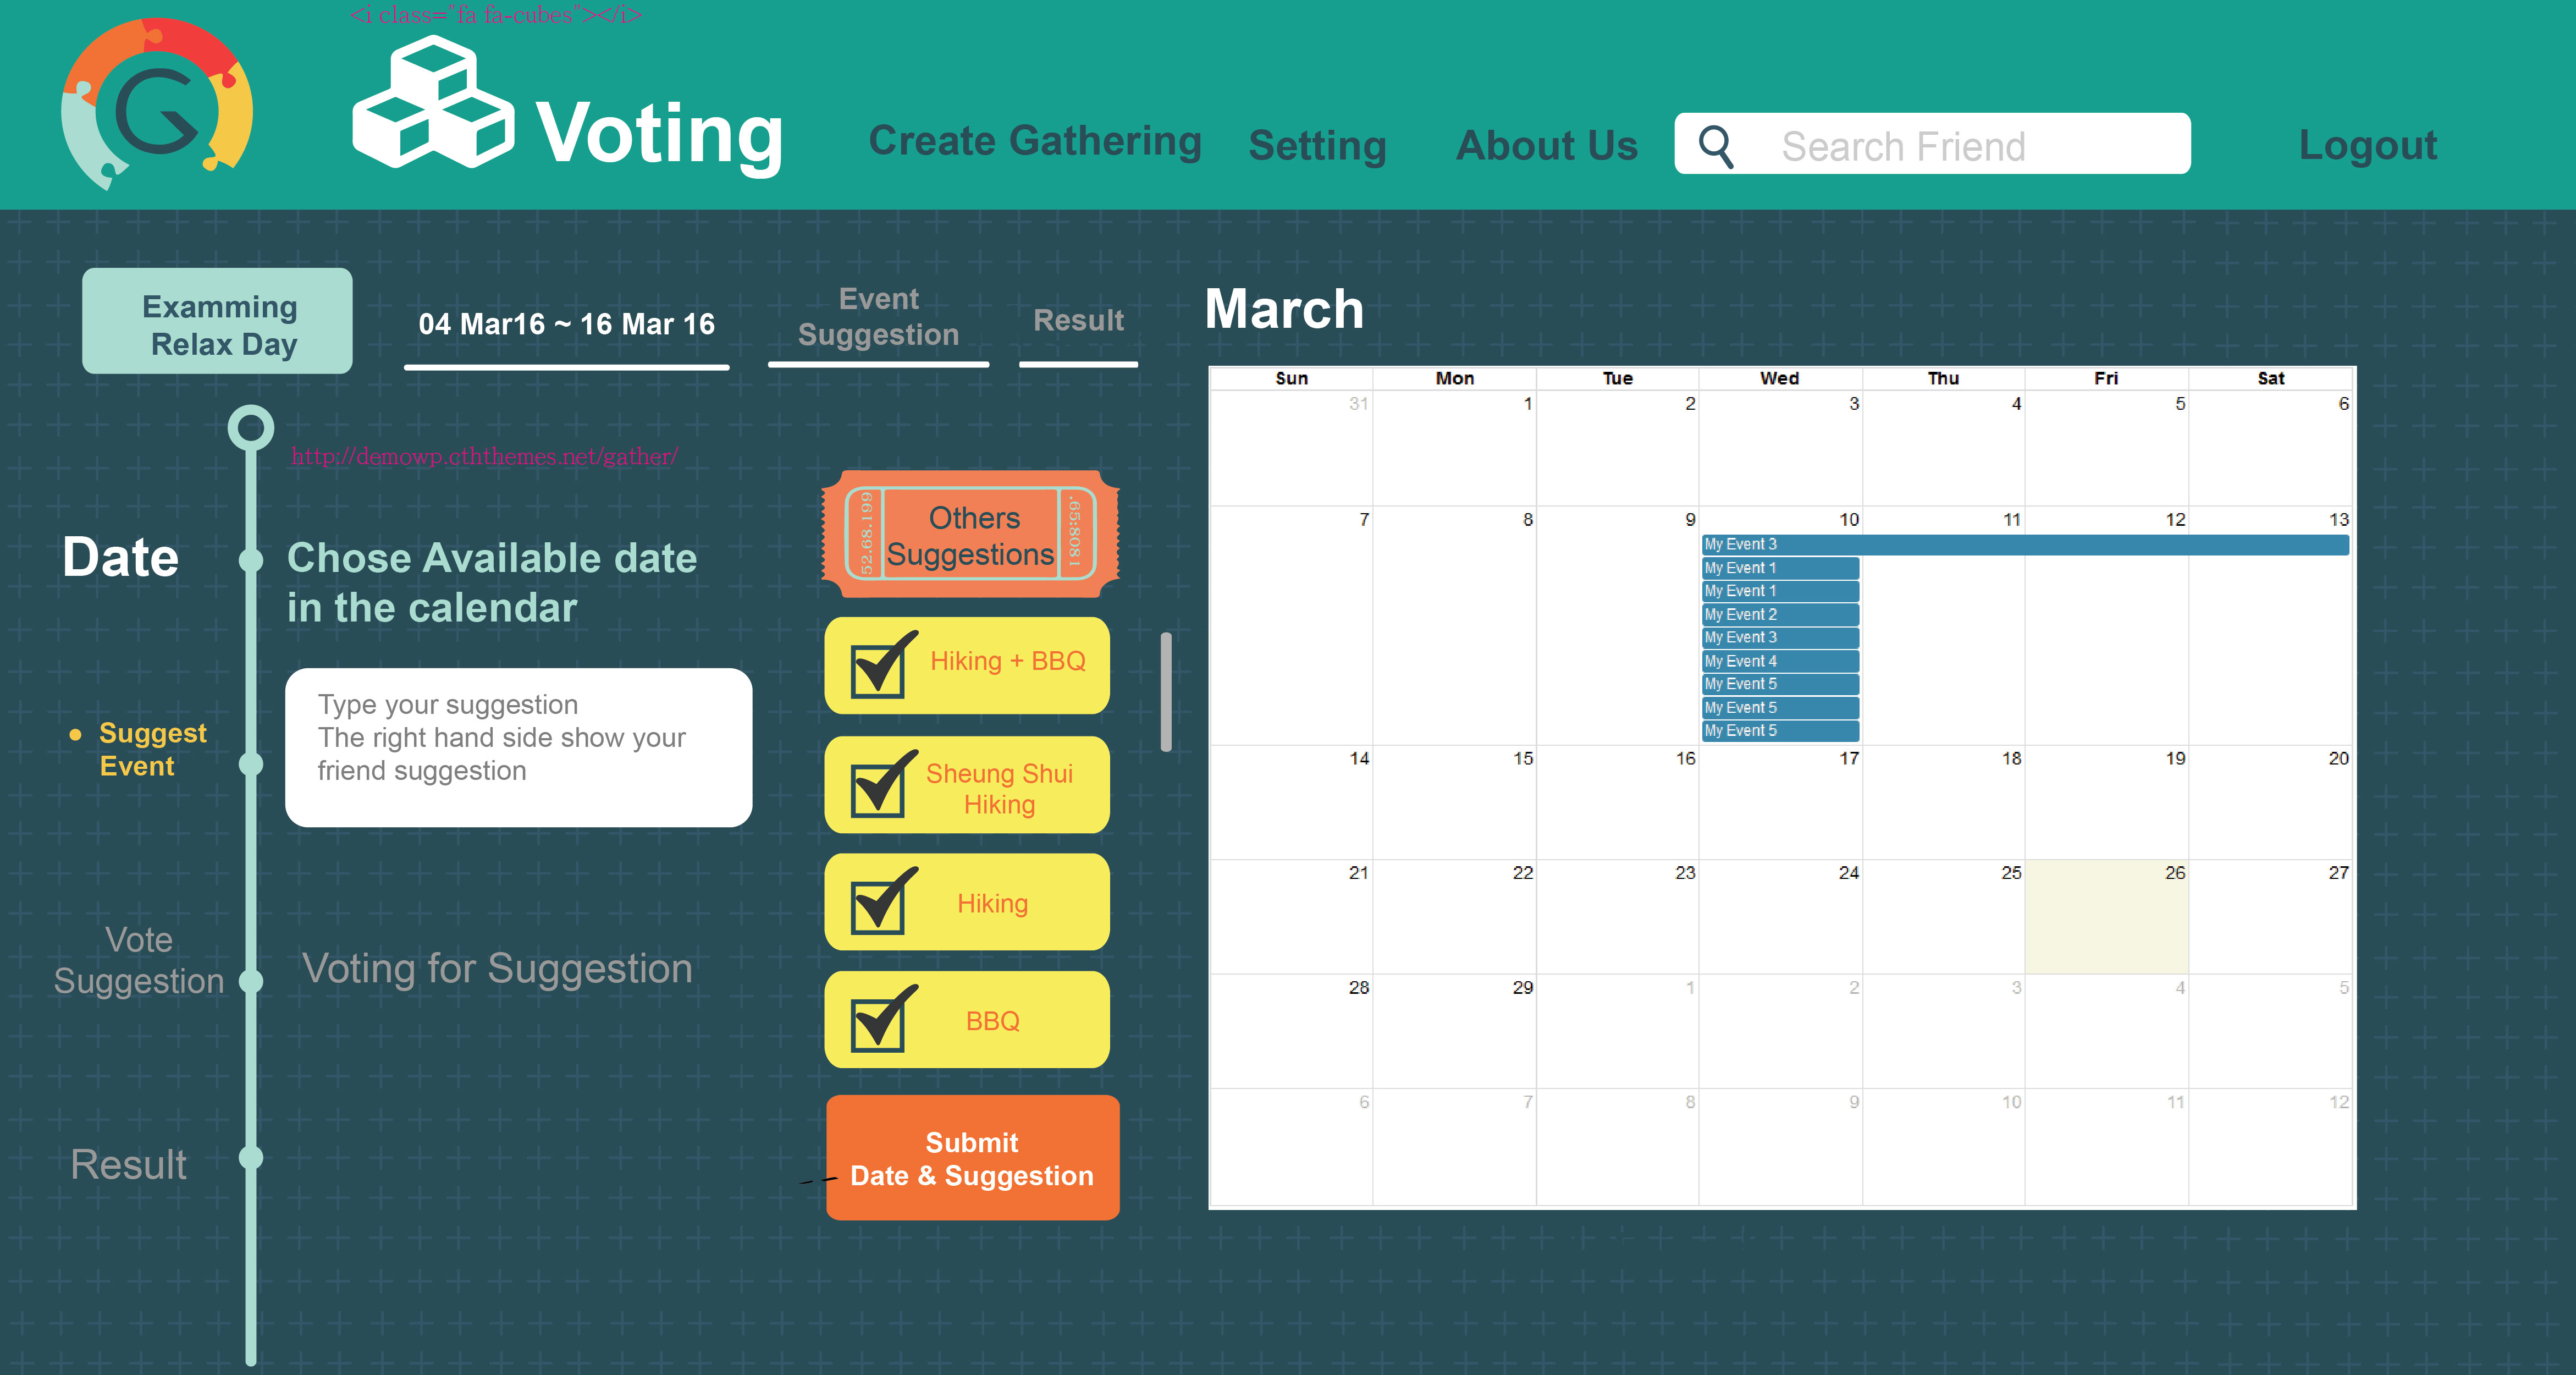 <i class="fa fa-cubes"></i>
G
Voting
Create Gathering
Setting
About Us
Search Friend
Logout
Examming
Relax Day
04 Mar16 ~ 16 Mar 16
Event
Suggestion
Result
http://demowp.cththemes.net/gather/
Date
Chose Available date
in the calendar
Suggest
Event
Type your suggestion
The right hand side show your
friend suggestion
Vote
Suggestion
Voting for Suggestion
Result
52.68.199
Others
Suggestions
.65:8081
Hiking + BBQ
Sheung Shui
Hiking
Hiking
BBQ
Submit
Date & Suggestion
March
Sun Mon Tue Wed Thu Fri Sat
31 1 2 3 4 5 6
7 8 9 10 11 12 13
My Event 3
My Event 1
My Event 1
My Event 2
My Event 3
My Event 4
My Event 5
My Event 5
My Event 5
14 15 16 17 18 19 20
21 22 23 24 25 26 27
28 29 1 2 3 4 5
6 7 8 9 10 11 12